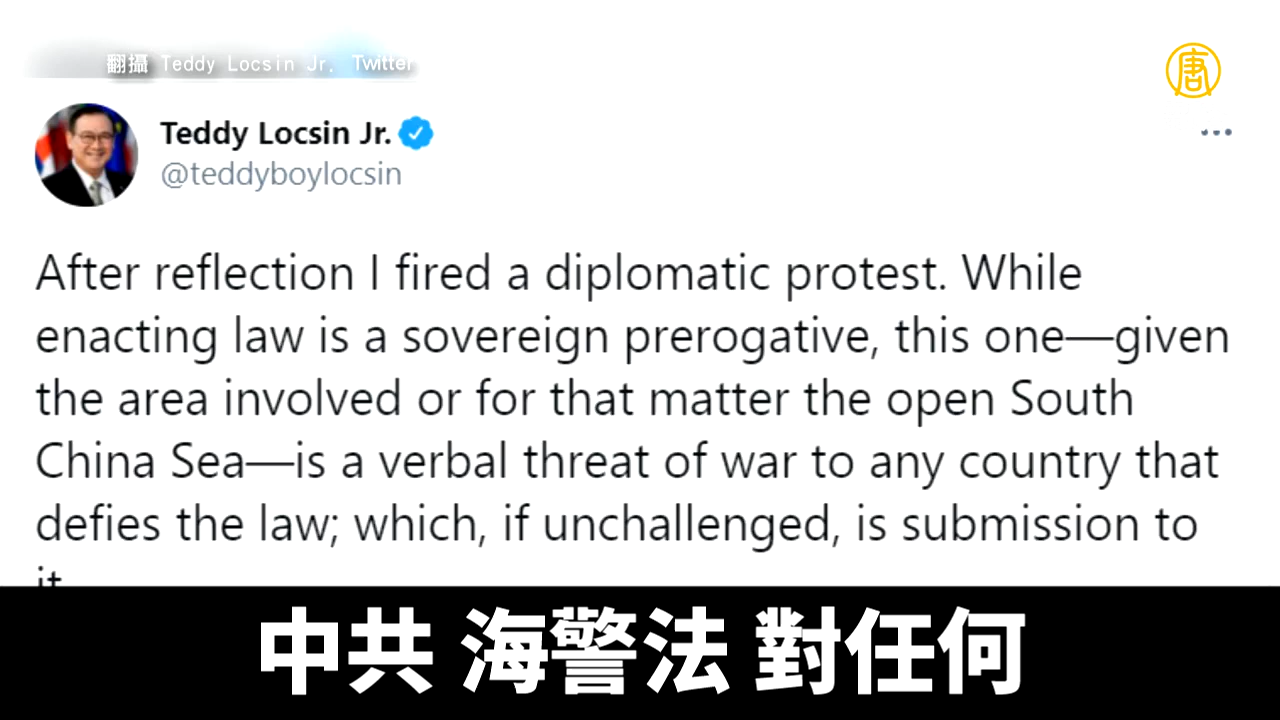 翻攝 Teddy Locsin Jr. Twitter
唐
Teddy Locsin Jr.
@teddyboylocsin
After reflection I fired a diplomatic protest. While
enacting law is a sovereign prerogative, this one—given
the area involved or for that matter the open South
China Sea—is a verbal threat of war to any country that
defies the law; which, if unchallenged, is submission to
it.
中共 海警法 對任何